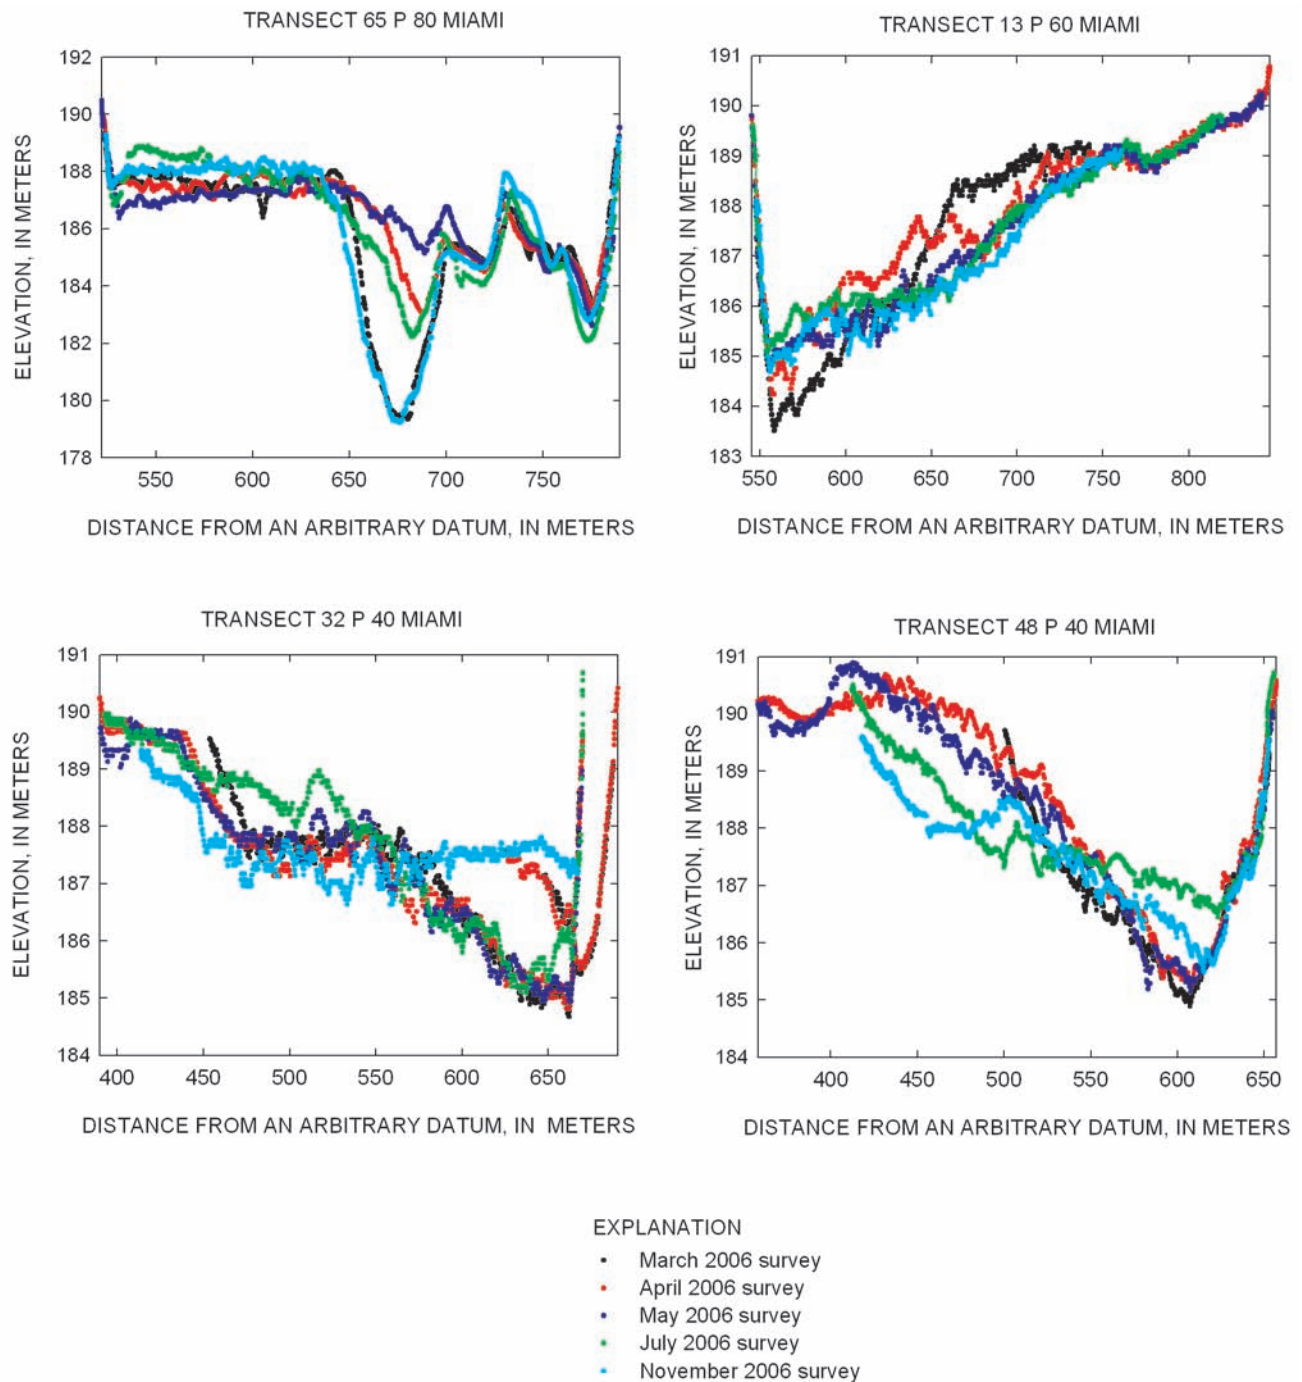 TRANSECT 65 P 80 MIAMI
192
190
188
186
184
182
180
178
ELEVATION, IN METERS
550 600 650 700 750
DISTANCE FROM AN ARBITRARY DATUM, IN METERS
TRANSECT 13 P 60 MIAMI
191
190
189
188
187
186
185
184
183
ELEVATION, IN METERS
550 600 650 700 750 800
DISTANCE FROM AN ARBITRARY DATUM, IN METERS
TRANSECT 32 P 40 MIAMI
191
190
189
188
187
186
185
184
ELEVATION, IN METERS
400 450 500 550 600 650
DISTANCE FROM AN ARBITRARY DATUM, IN METERS
TRANSECT 48 P 40 MIAMI
191
190
189
188
187
186
185
184
ELEVATION, IN METERS
400 450 500 550 600 650
DISTANCE FROM AN ARBITRARY DATUM, IN METERS
EXPLANATION
March 2006 survey
April 2006 survey
May 2006 survey
July 2006 survey
November 2006 survey